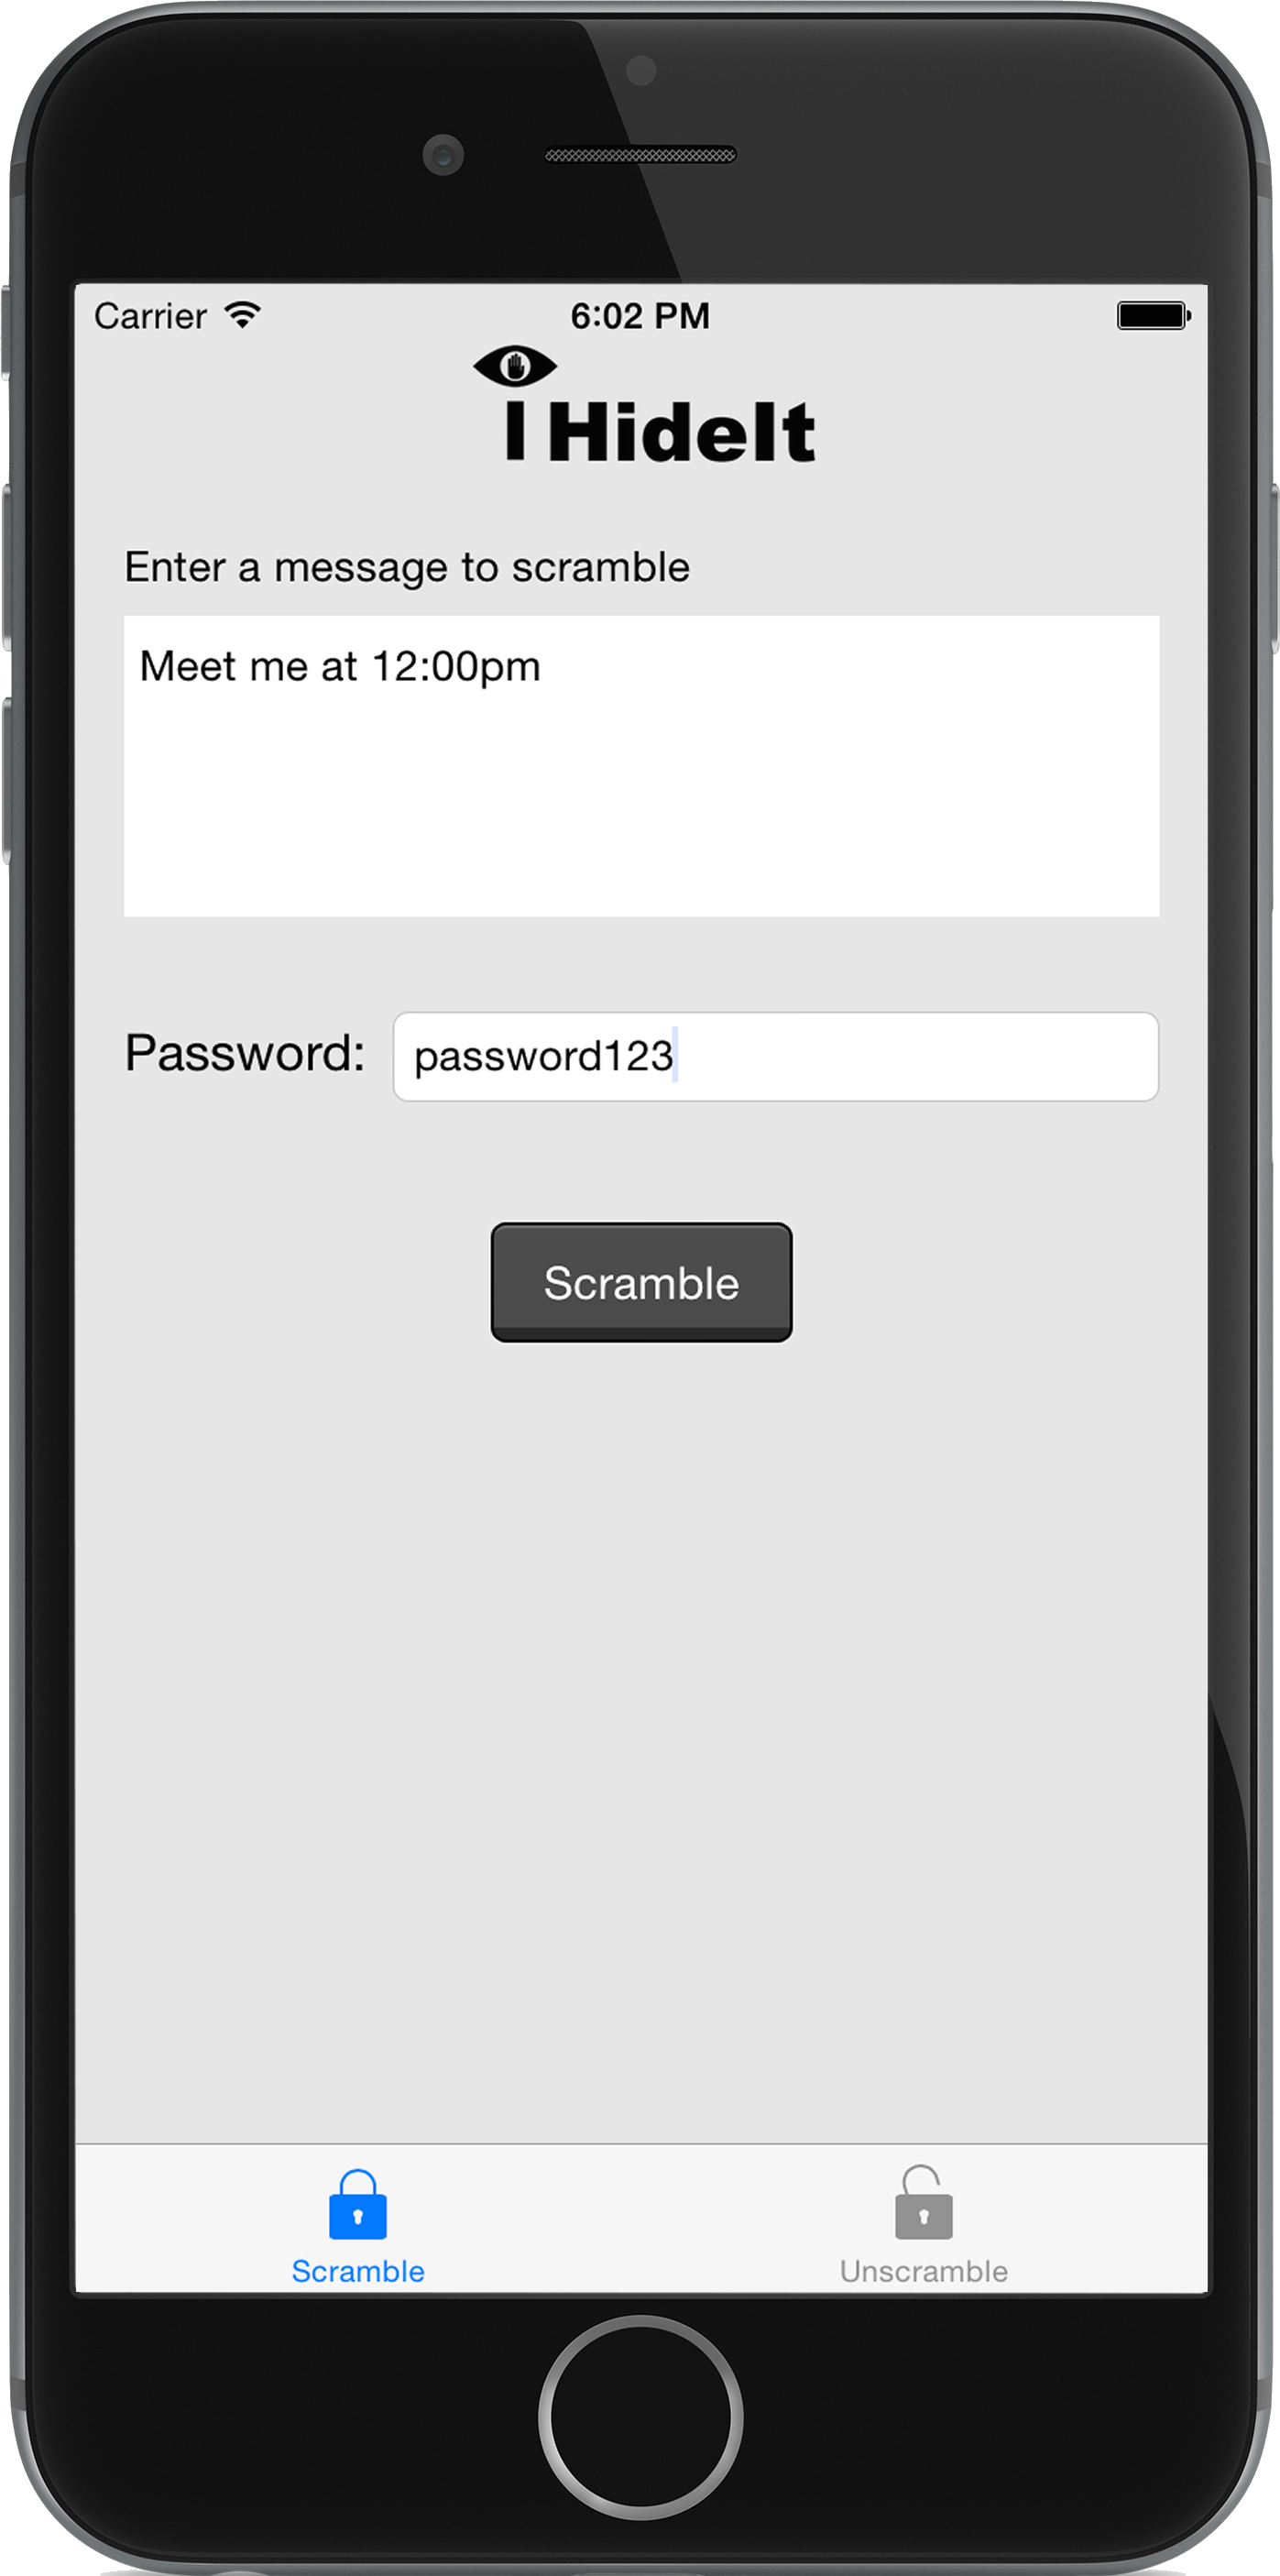 Carrier 6:02 PM
I HideIt
Enter a message to scramble
Meet me at 12:00pm
Password: password123
Scramble
Scramble Unscramble